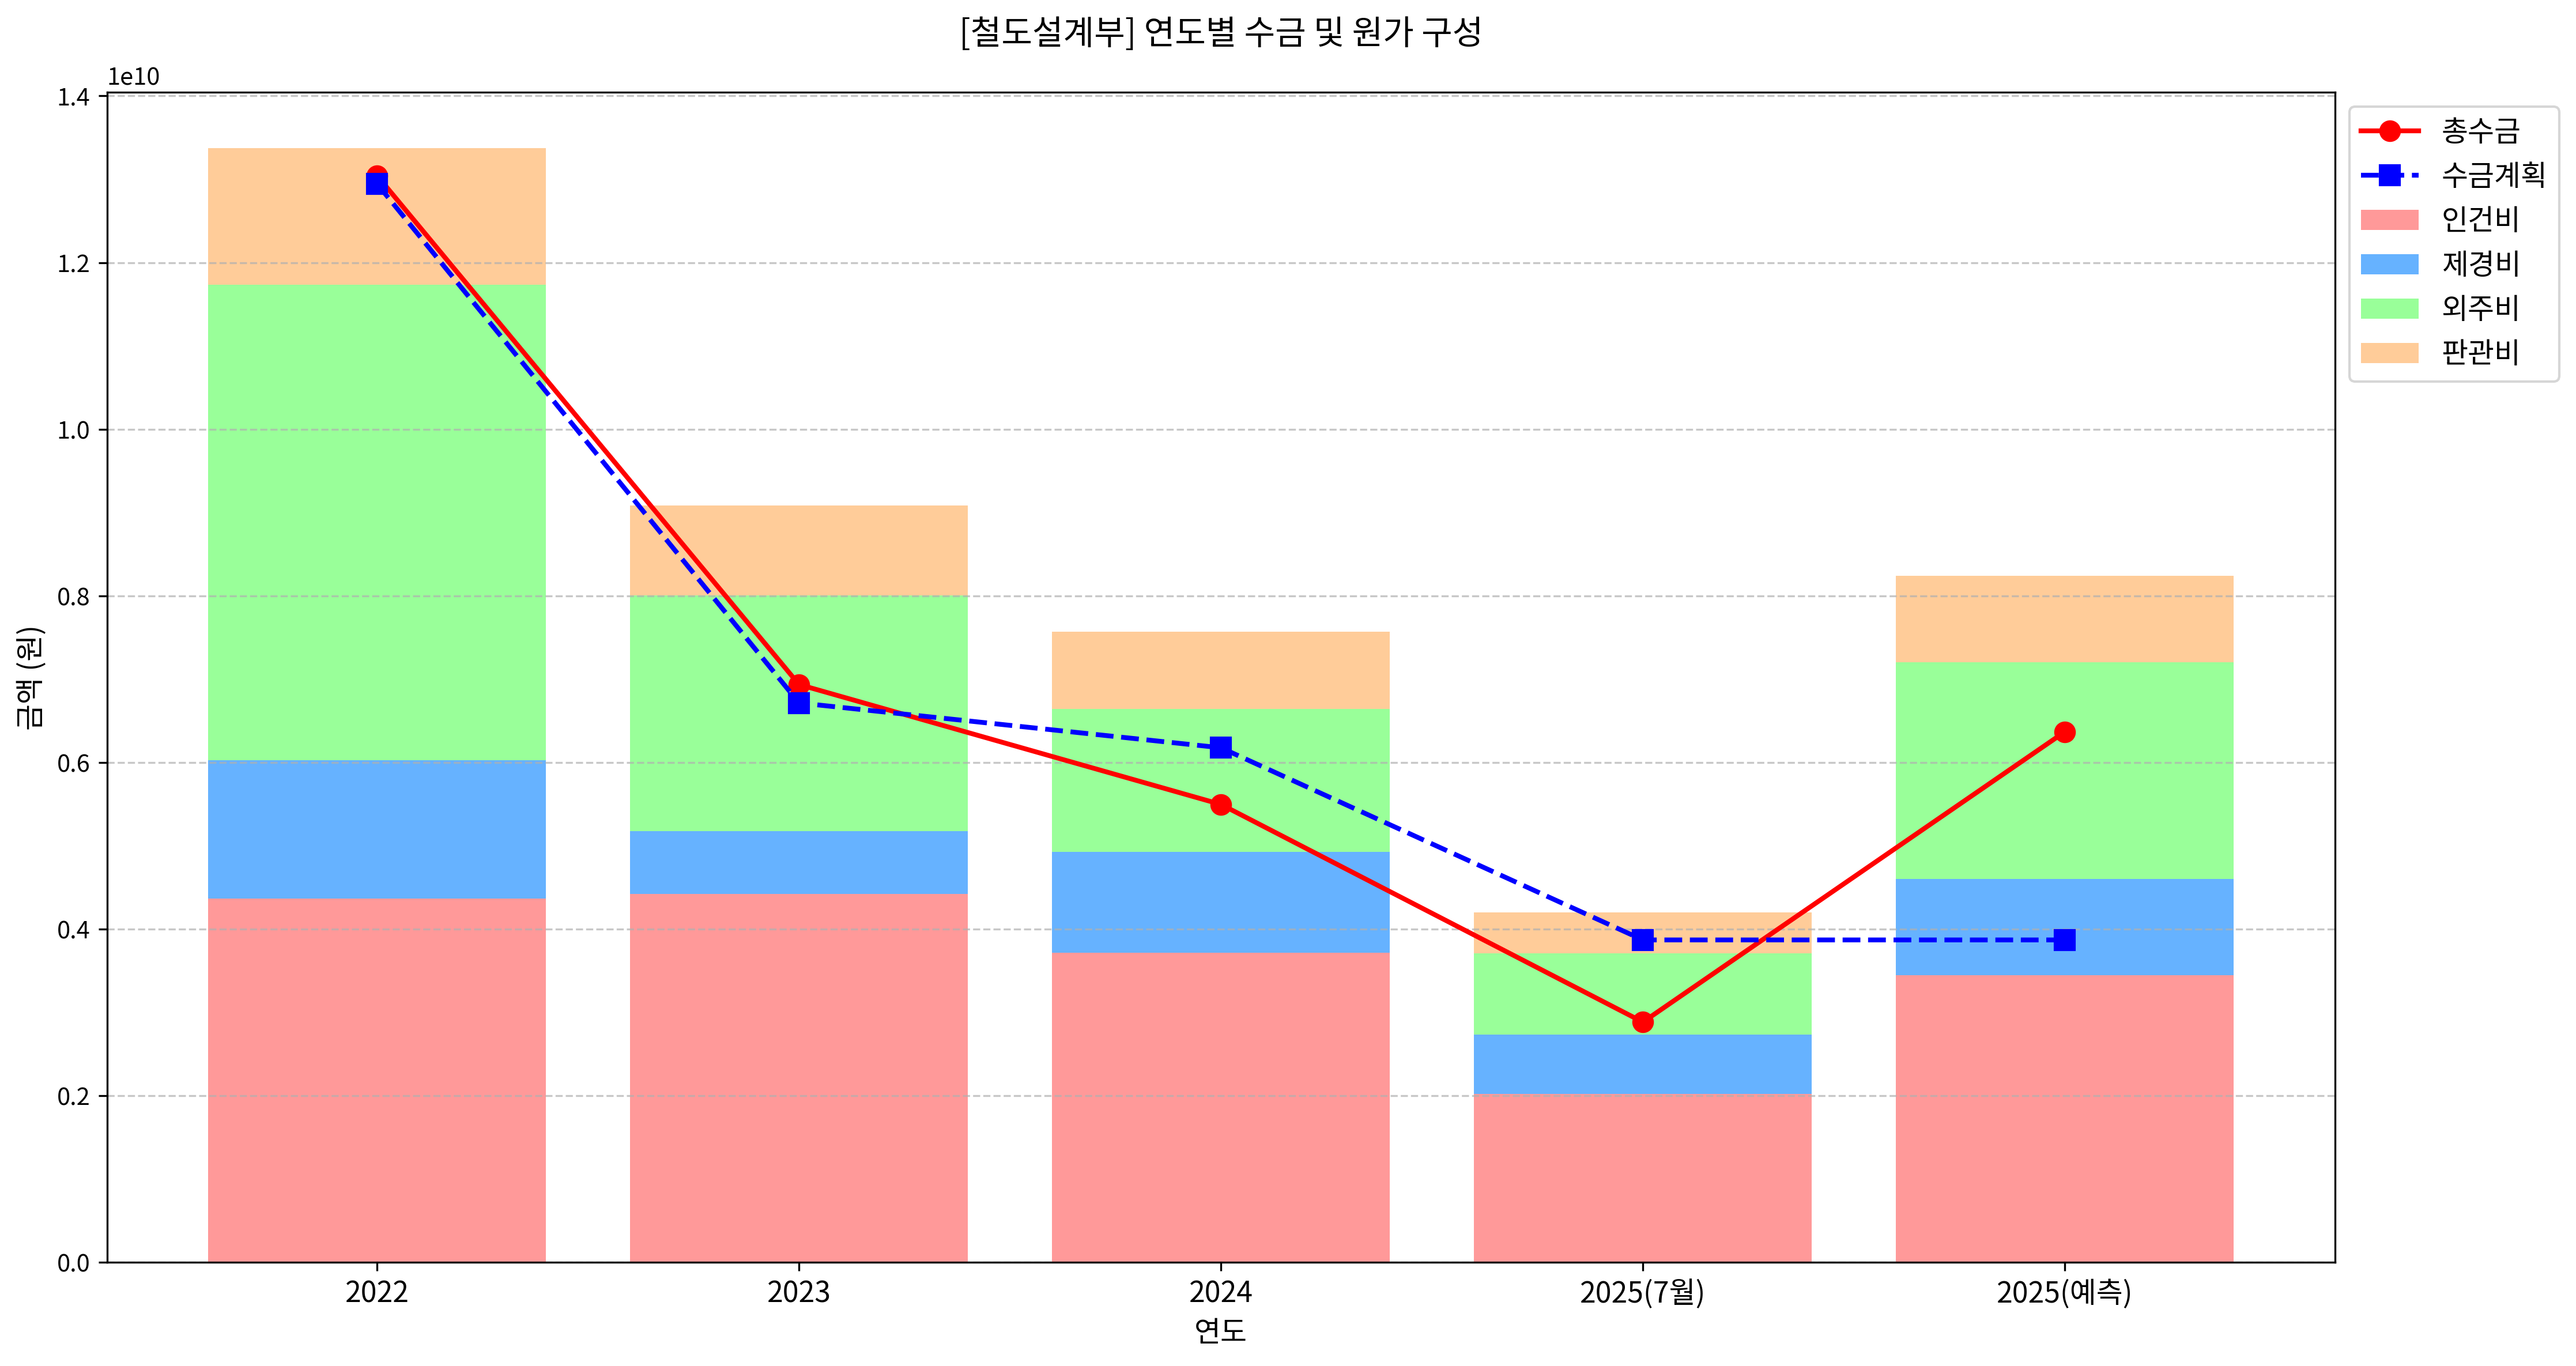 [철도설계부] 연도별 수금 및 원가 구성
1e10
1.4
1.2
1.0
0.8
0.6
0.4
0.2
0.0
금액 (원)
2022
2023
2024
2025(7월)
2025(예측)
연도
총수금
수금계획
인건비
제경비
외주비
판관비